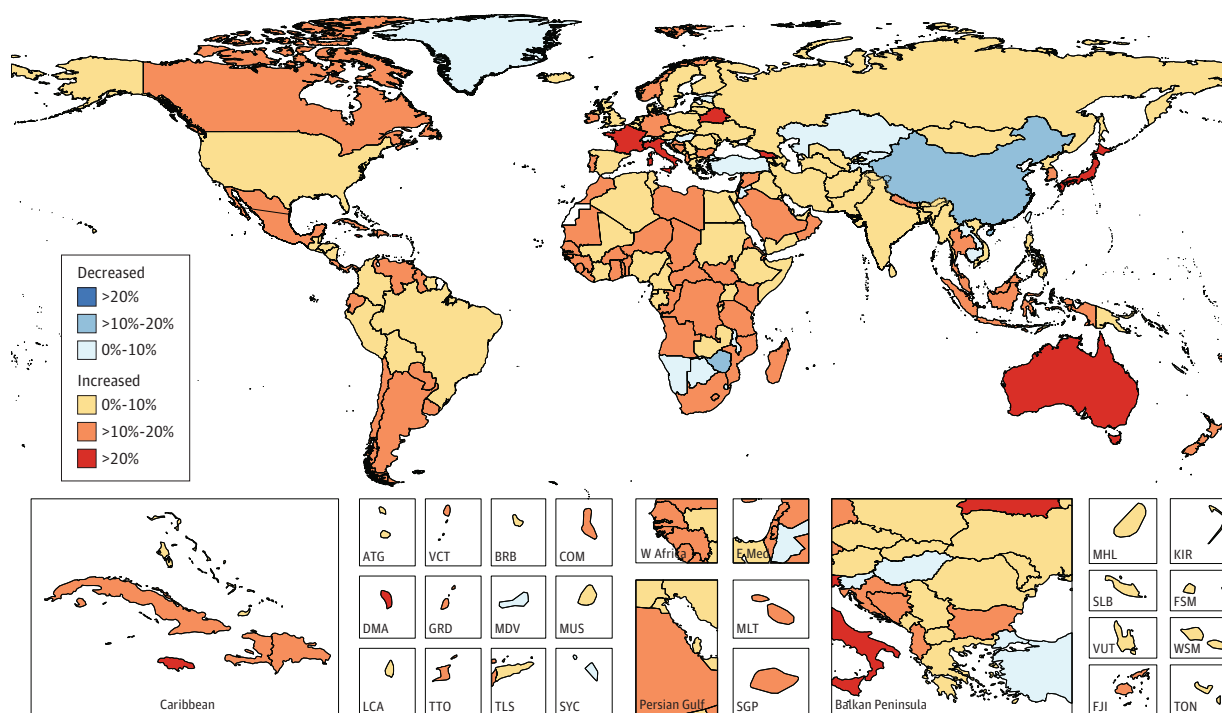 Decreased
>20%
>10%-20%
0%-10%
Increased
0%-10%
>10%-20%
>20%
Caribbean
ATG
VCT
BRB
COM
DMA
GRD
MDV
MUS
LCA
TTO
TLS
SYC
W Africa
E Med
Persian Gulf
MLT
SGP
Balkan Peninsula
MHL
KIR
SLB
FSM
VUT
WSM
FJI
TON